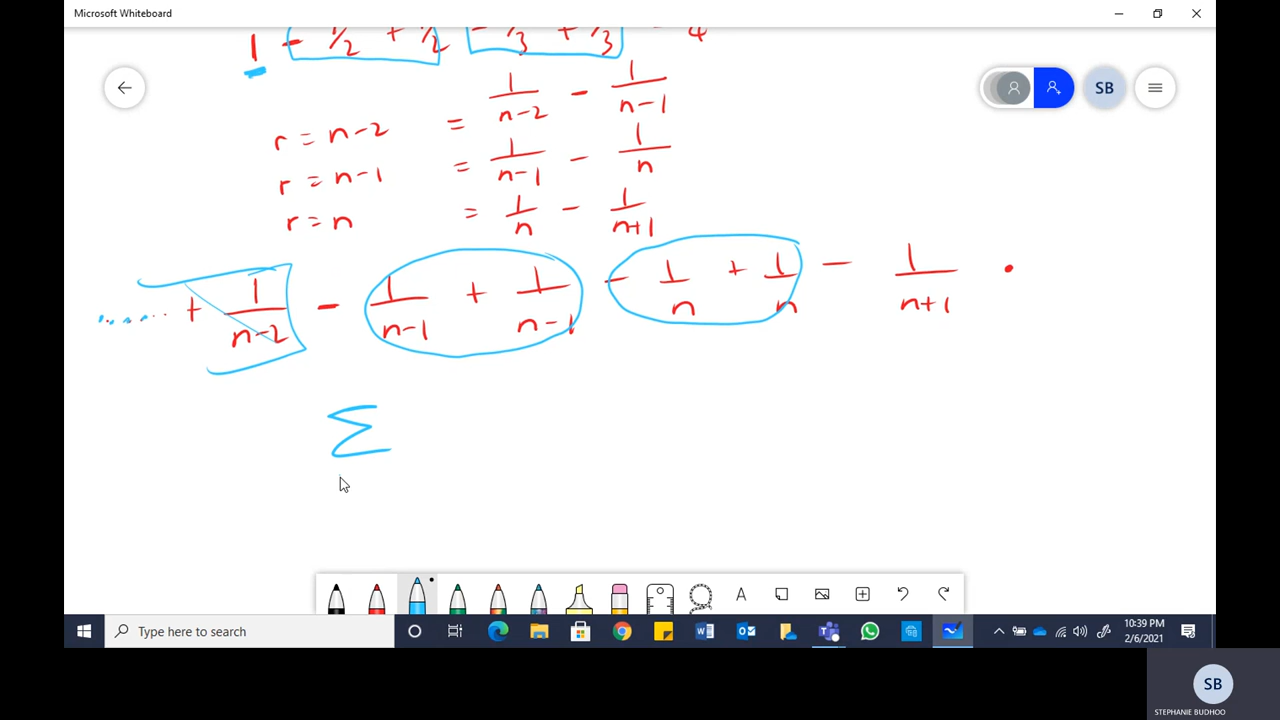 Microsoft Whiteboard
1 - 1/2 + 1/2 - 1/3 + 1/3 - 4
SB
r = n-2 = 1/(n-2) - 1/(n-1)
r = n-1 = 1/(n-1) - 1/n
r = n = 1/n - 1/(n+1)
...... + 1/(n-2) - 1/(n-1) + 1/(n-1) - 1/n + 1/n - 1/(n+1) .
Σ
A
Type here to search
10:39 PM
2/6/2021
SB
STEPHANIE BUDHOO